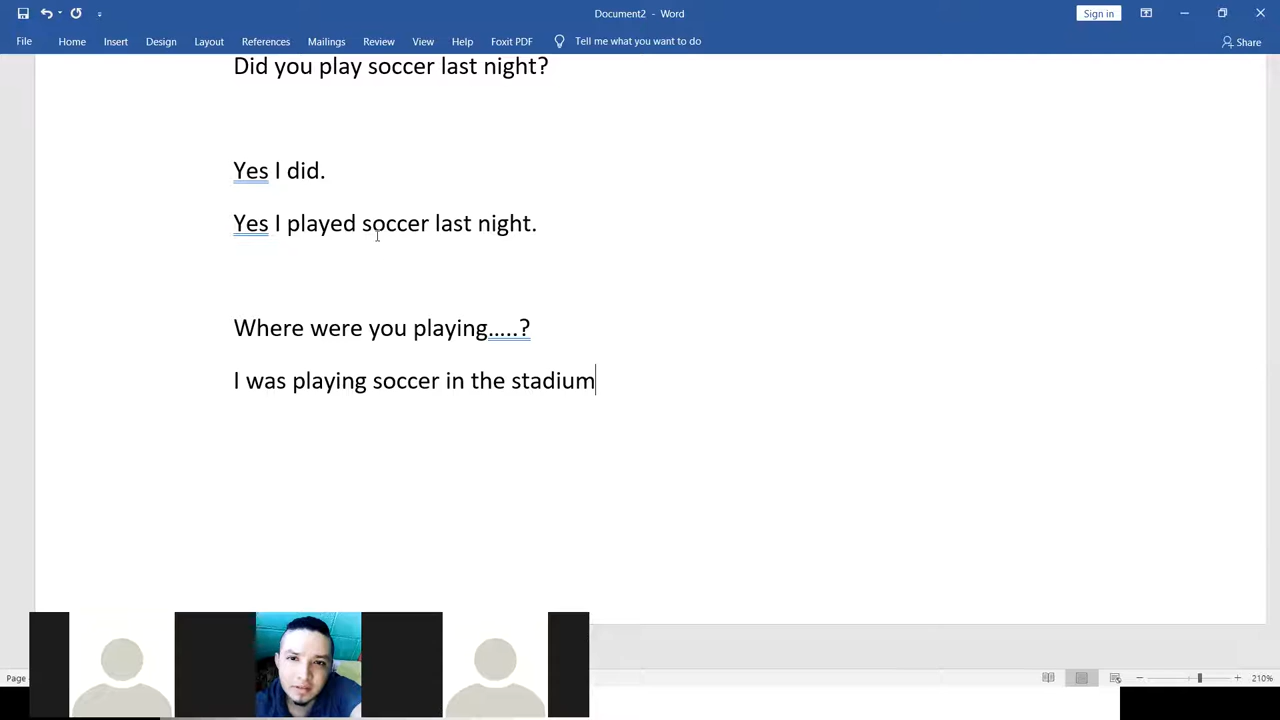 Document2 - Word
Sign in
File Home Insert Design Layout References Mailings Review View Help Foxit PDF Tell me what you want to do Share
Did you play soccer last night?
Yes I did.
Yes I played soccer last night.
Where were you playing.....?
I was playing soccer in the stadium
Page
210%